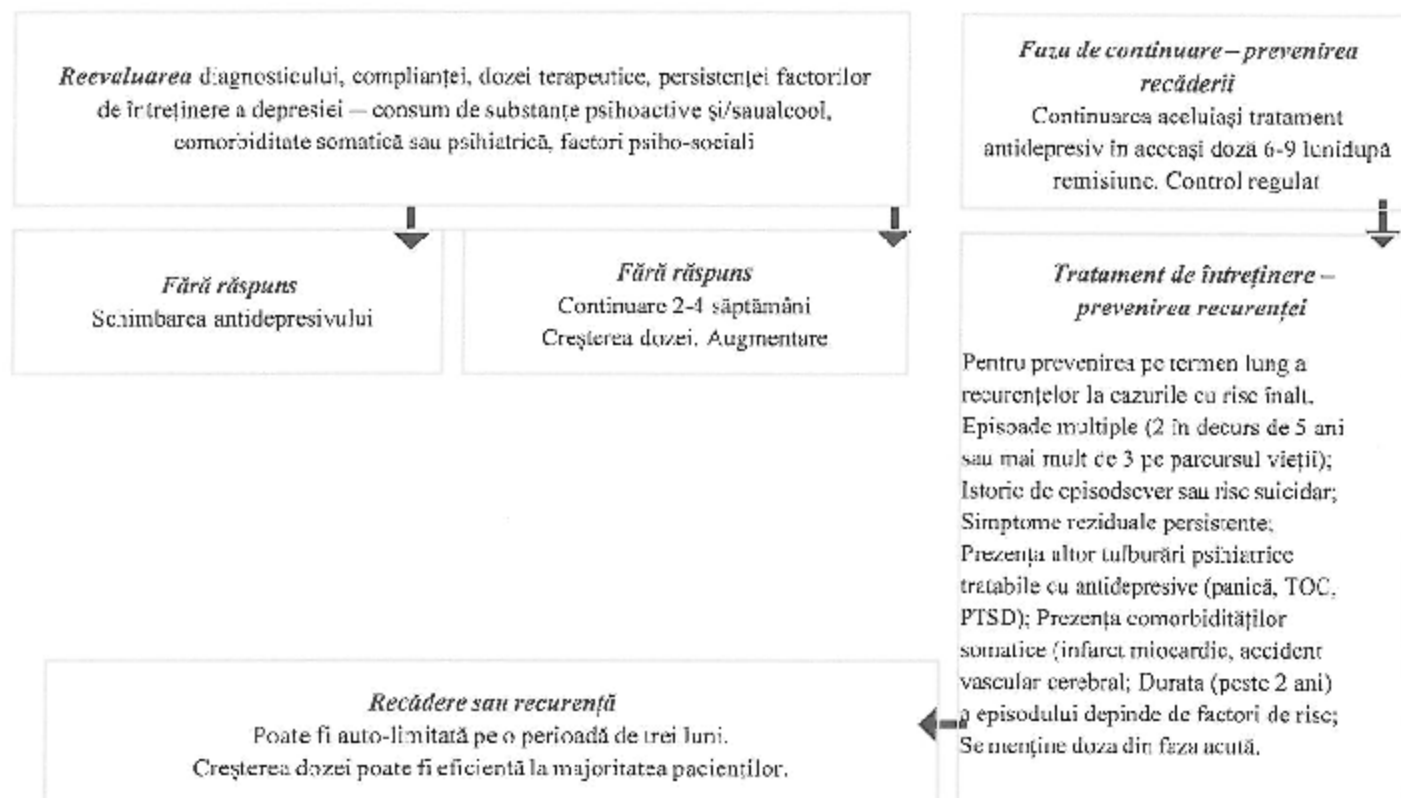 Reevaluarea diagnosticului, complianței, dozei terapeutice, persistenței factorilor
de întreținere a depresiei – consum de substanțe psihoactive și/saualcool,
comorbiditate somatică sau psihiatrică, factori psiho-sociali
Fără răspuns
Schimbarea antidepresivului
Fără răspuns
Continuare 2-4 săptămâni
Creșterea dozei. Augmentare
Faza de continuare – prevenirea
recăderii
Continuarea aceluiași tratament
antidepresiv în aceeași doză 6-9 lunidupă
remisiune. Control regulat
Tratament de întreținere –
prevenirea recurenței
Pentru prevenirea pe termen lung a
recurențelor la cazurile cu risc înalt.
Episoade multiple (2 în decurs de 5 ani
sau mai mult de 3 pe parcursul vieții);
Istoric de episodsever sau risc suicidar;
Simptome reziduale persistente;
Prezența altor tulburări psihiatrice
tratabile cu antidepresive (panică, TOC,
PTSD); Prezența comorbidităților
somatice (infarct miocardic, accident
vascular cerebral; Durata (peste 2 ani)
a episodului depinde de factori de risc;
Se menține doza din faza acută.
Recădere sau recurență
Poate fi auto-limitată pe o perioadă de trei luni.
Creșterea dozei poate fi eficientă la majoritatea pacienților.